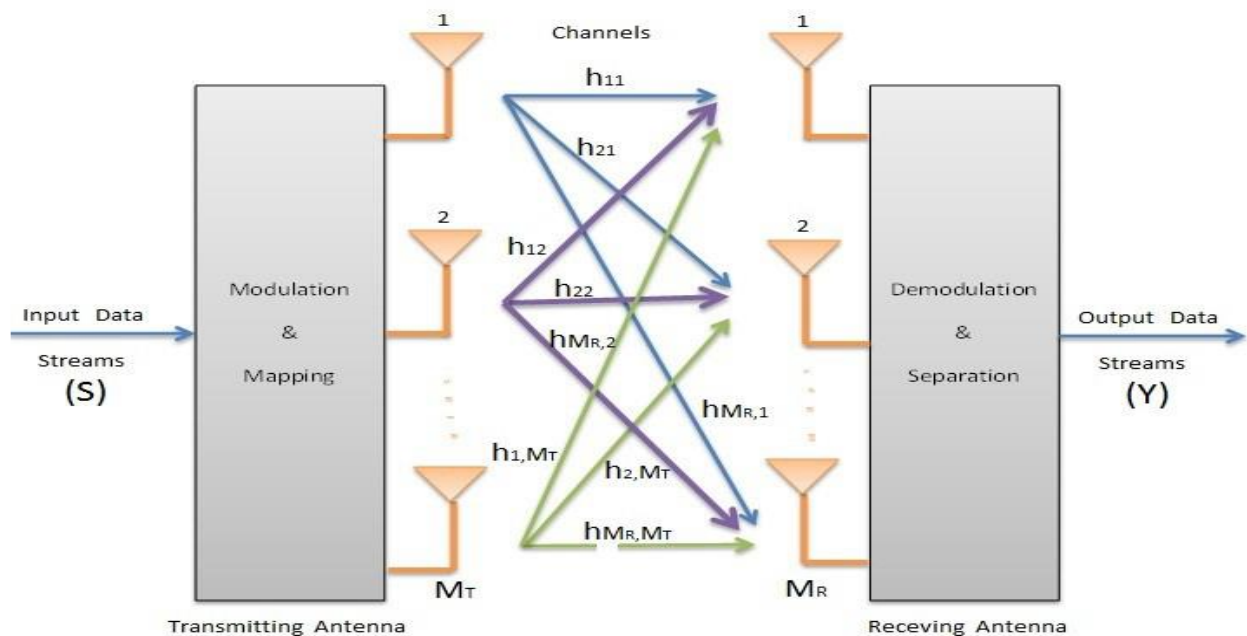 1
Channels
1
h11
h21
2
2
h12
h22
Modulation
&
Mapping
Demodulation
&
Separation
Input Data
Streams
(S)
Output Data
Streams
(Y)
hMR,2
hMR,1
h1,MT
h2,MT
hMR,MT
MT
MR
Transmitting Antenna
Receving Antenna